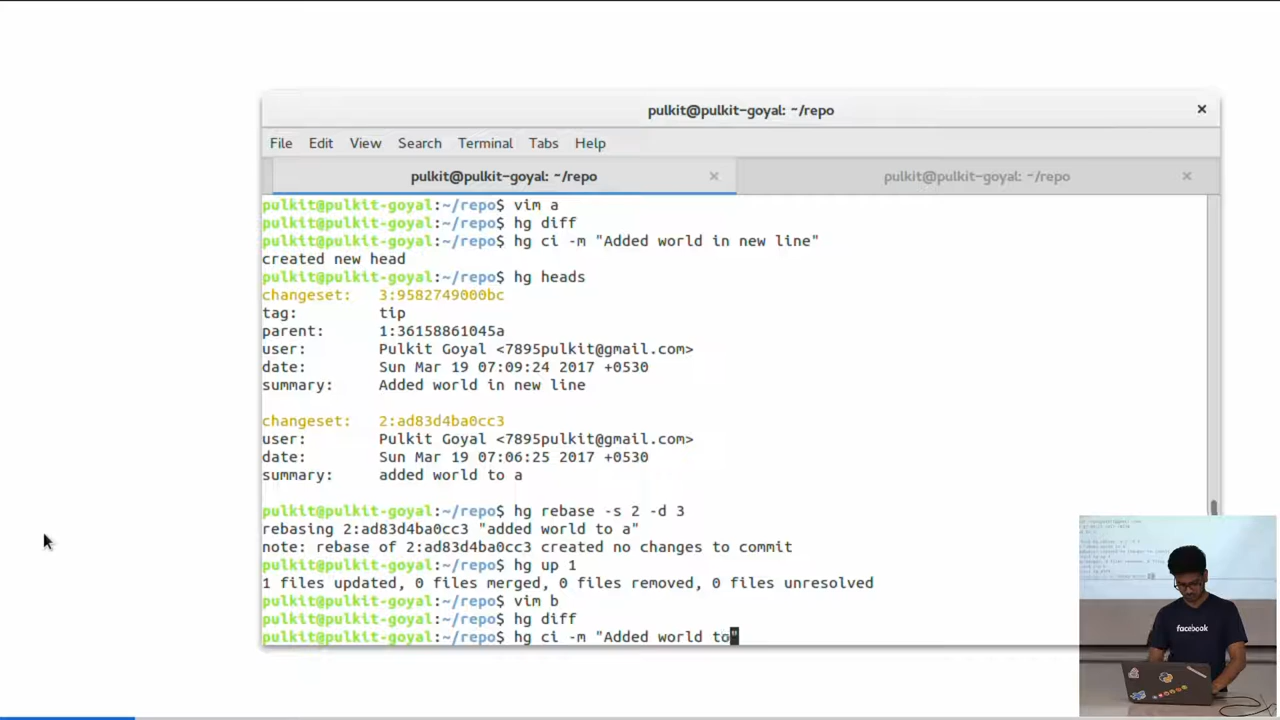 pulkit@pulkit-goyal: ~/repo ×
File Edit View Search Terminal Tabs Help
pulkit@pulkit-goyal: ~/repo × pulkit@pulkit-goyal: ~/repo ×
pulkit@pulkit-goyal:~/repo$ vim a
pulkit@pulkit-goyal:~/repo$ hg diff
pulkit@pulkit-goyal:~/repo$ hg ci -m "Added world in new line"
created new head
pulkit@pulkit-goyal:~/repo$ hg heads
changeset:   3:9582749000bc
tag:         tip
parent:      1:36158861045a
user:        Pulkit Goyal <7895pulkit@gmail.com>
date:        Sun Mar 19 07:09:24 2017 +0530
summary:     Added world in new line
changeset:   2:ad83d4ba0cc3
user:        Pulkit Goyal <7895pulkit@gmail.com>
date:        Sun Mar 19 07:06:25 2017 +0530
summary:     added world to a
pulkit@pulkit-goyal:~/repo$ hg rebase -s 2 -d 3
rebasing 2:ad83d4ba0cc3 "added world to a"
note: rebase of 2:ad83d4ba0cc3 created no changes to commit
pulkit@pulkit-goyal:~/repo$ hg up 1
1 files updated, 0 files merged, 0 files removed, 0 files unresolved
pulkit@pulkit-goyal:~/repo$ vim b
pulkit@pulkit-goyal:~/repo$ hg diff
pulkit@pulkit-goyal:~/repo$ hg ci -m "Added world to"
facebook